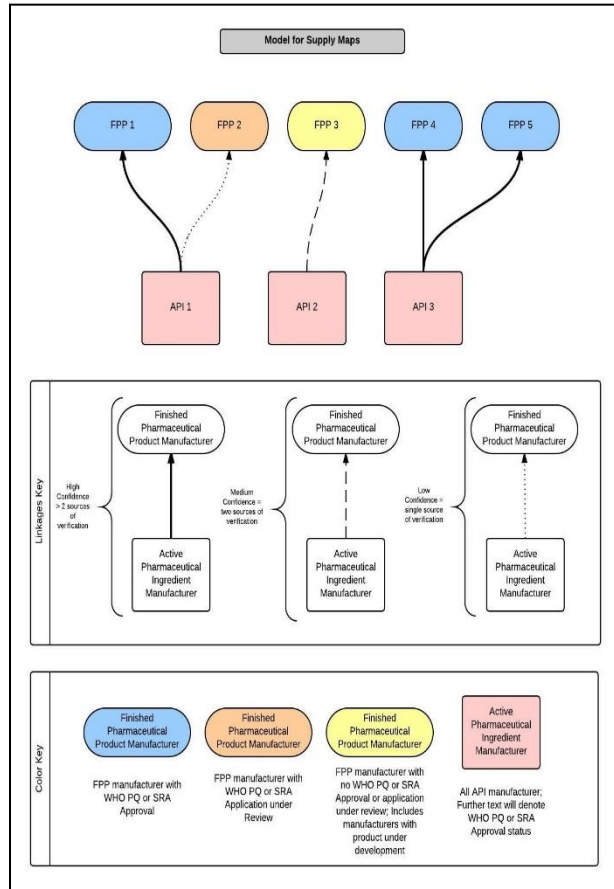 Model for Supply Maps
FPP 1
FPP 2
FPP 3
FPP 4
FPP 5
API 1
API 2
API 3
Linkages Key
High
Confidence
> 2 sources
of
verification
Finished
Pharmaceutical
Product Manufacturer
Active
Pharmaceutical
Ingredient
Manufacturer
Medium
Confidence =
two sources of
verification
Finished
Pharmaceutical
Product Manufacturer
Active
Pharmaceutical
Ingredient
Manufacturer
Low
Confidence =
single source
of verification
Finished
Pharmaceutical
Product Manufacturer
Active
Pharmaceutical
Ingredient
Manufacturer
Color Key
Finished
Pharmaceutical
Product Manufacturer
FPP manufacturer with
WHO PQ or SRA
Approval
Finished
Pharmaceutical
Product Manufacturer
FPP manufacturer with
WHO PQ or SRA
Application under
Review
Finished
Pharmaceutical
Product Manufacturer
FPP manufacturer with
no WHO PQ or SRA
Approval or application
under review; Includes
manufacturers with
product under
development
Active
Pharmaceutical
Ingredient
Manufacturer
All API manufacturer;
Further text will denote
WHO PQ or SRA
Approval status